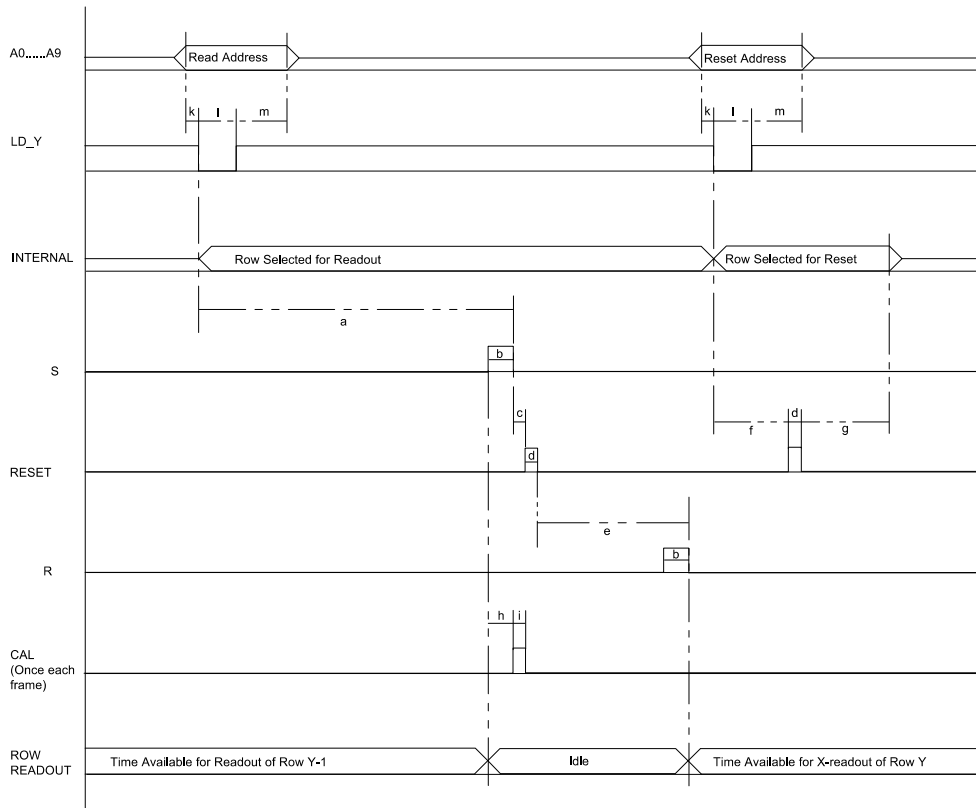 A0......A9
Read Address
Reset Address
k l m
k l m
LD_Y
INTERNAL
Row Selected for Readout
Row Selected for Reset
a
b
S
c
d
f
g
d
RESET
e
b
R
h i
CAL
(Once each
frame)
ROW
READOUT
Time Available for Readout of Row Y-1
Idle
Time Available for X-readout of Row Y